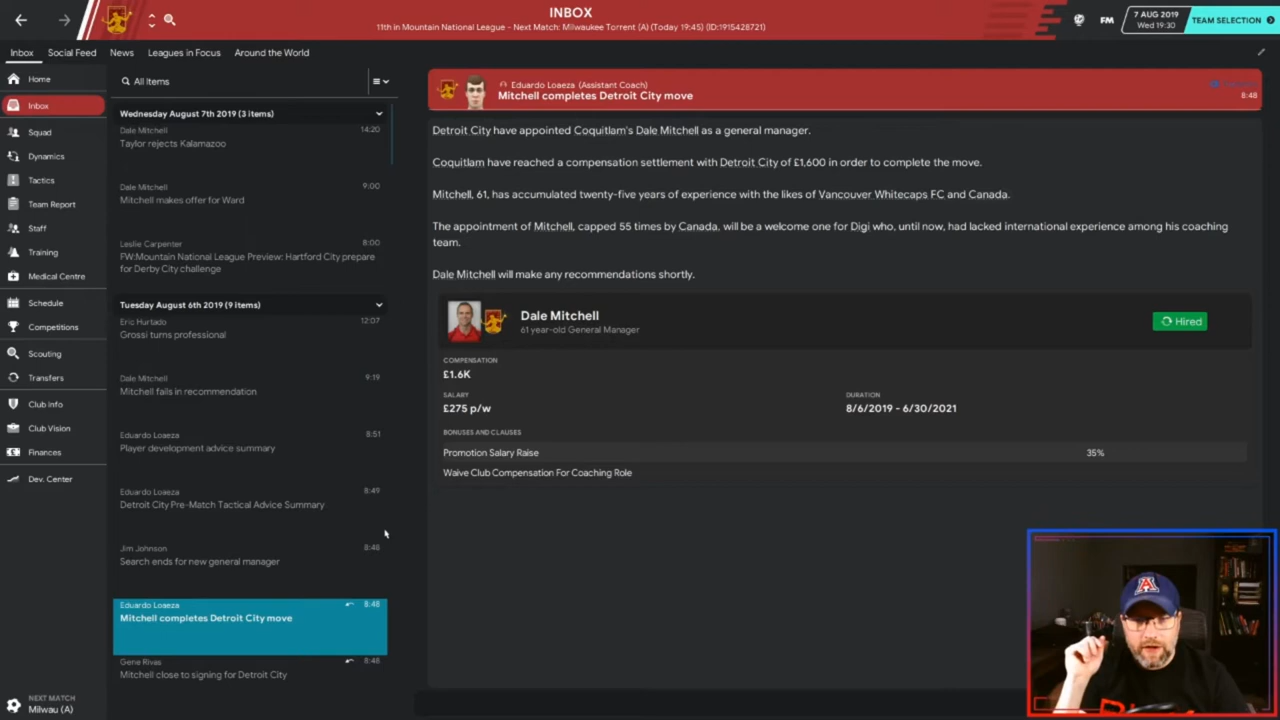 INBOX
11th in Mountain National League - Next Match: Milwaukee Torrent (A) (Today 19:45) (ID:1915428721)
FM
7 AUG 2019
Wed 19:30
TEAM SELECTION
Inbox
Social Feed
News
Leagues in Focus
Around the World
Home
Inbox
Squad
Dynamics
Tactics
Team Report
Staff
Training
Medical Centre
Schedule
Competitions
Scouting
Transfers
Club Info
Club Vision
Finances
Dev. Center
NEXT MATCH
Milwau (A)
All Items
Wednesday August 7th 2019 (3 items)
Dale Mitchell 14:20
Taylor rejects Kalamazoo
Dale Mitchell 9:00
Mitchell makes offer for Ward
Leslie Carpenter 8:00
FW:Mountain National League Preview: Hartford City prepare
for Derby City challenge
Tuesday August 6th 2019 (9 items)
Eric Hurtado 12:07
Grossi turns professional
Dale Mitchell 9:19
Mitchell fails in recommendation
Eduardo Loaeza 8:51
Player development advice summary
Eduardo Loaeza 8:49
Detroit City Pre-Match Tactical Advice Summary
Jim Johnson 8:48
Search ends for new general manager
Eduardo Loaeza 8:48
Mitchell completes Detroit City move
Gene Rivas 8:48
Mitchell close to signing for Detroit City
Eduardo Loaeza (Assistant Coach)
Mitchell completes Detroit City move
8:48
Detroit City have appointed Coquitlam's Dale Mitchell as a general manager.
Coquitlam have reached a compensation settlement with Detroit City of £1,600 in order to complete the move.
Mitchell, 61, has accumulated twenty-five years of experience with the likes of Vancouver Whitecaps FC and Canada.
The appointment of Mitchell, capped 55 times by Canada, will be a welcome one for Digi who, until now, had lacked international experience among his coaching
team.
Dale Mitchell will make any recommendations shortly.
Dale Mitchell
61 year-old General Manager
Hired
COMPENSATION
£1.6K
SALARY
£275 p/w
DURATION
8/6/2019 - 6/30/2021
BONUSES AND CLAUSES
Promotion Salary Raise 35%
Waive Club Compensation For Coaching Role
A